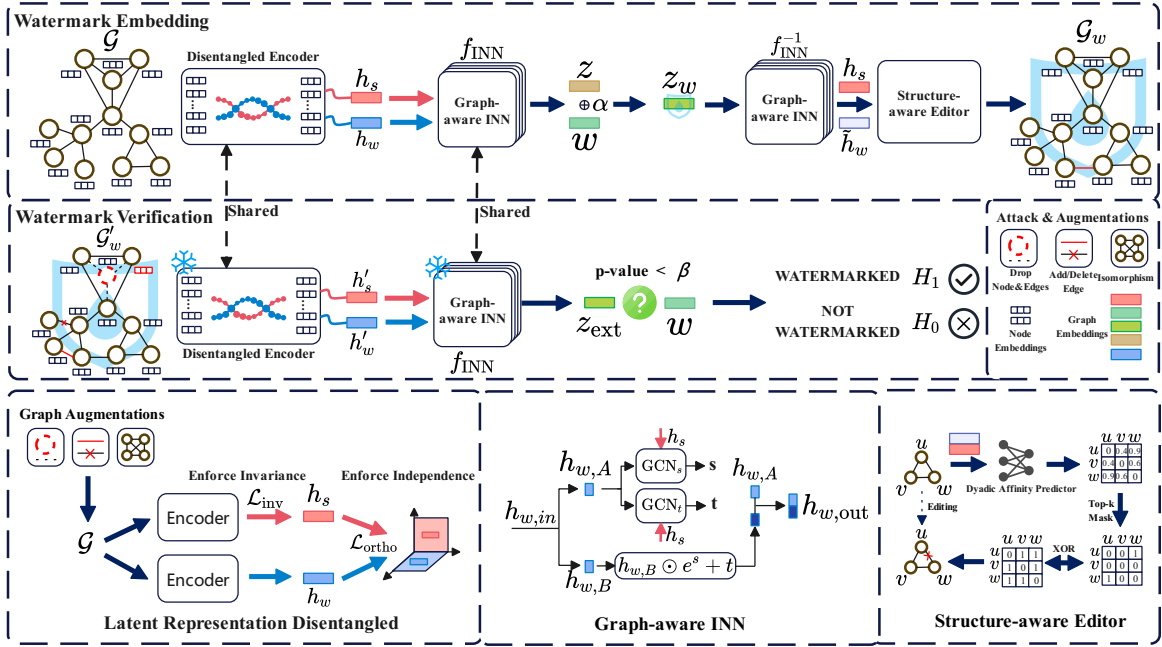 Watermark Embedding
𝒢
Disentangled Encoder
h_s
h_w
f_INN
Graph-
aware INN
z
⊕α
w
z_w
f_INN^{-1}
Graph-
aware INN
h_s
h̃_w
Structure-
aware Editor
𝒢_w
Shared
Shared
Watermark Verification
𝒢′_w
Disentangled Encoder
h′_s
h′_w
Graph-
aware INN
f_INN
p-value < β
z_ext
?
w
WATERMARKED H_1
NOT
WATERMARKED H_0
Attack & Augmentations
Drop
Node&Edges
Add/Delete
Edge
Isomorphism
Node
Embeddings
Graph
Embeddings
Graph Augmentations
𝒢
Encoder
Encoder
Enforce Invariance
ℒ_inv
h_s
h_w
Enforce Independence
ℒ_ortho
Latent Representation Disentangled
h_{w,in}
h_{w,A}
h_{w,B}
h_s
GCN_s
s
GCN_t
t
h_s
h_{w,B} ⊙ e^s + t
h_{w,A}
h_{w,out}
Graph-aware INN
u
v w
Dyadic Affinity Predictor
u v w
u 0 0.4 0.9
v 0.4 0 0.6
w 0.9 0.6 0
Editing
Top-k
Mask
u
v w
u v w
u 0 1 1
v 1 0 1
w 1 1 0
XOR
u v w
u 0 0 1
v 0 0 0
w 1 0 0
Structure-aware Editor